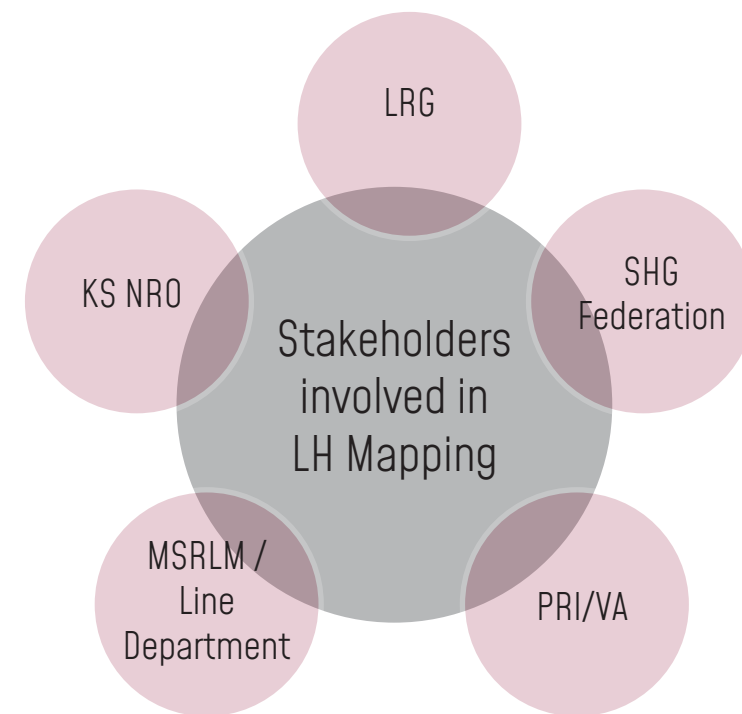 LRG
KS NRO
SHG
Federation
Stakeholders
involved in
LH Mapping
MSRLM /
Line
Department
PRI/VA